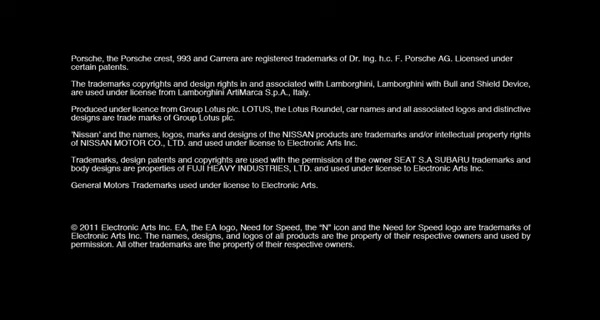 Porsche, the Porsche crest, 993 and Carrera are registered trademarks of Dr. Ing. h.c. F. Porsche AG. Licensed under
certain patents.
The trademarks copyrights and design rights in and associated with Lamborghini, Lamborghini with Bull and Shield Device,
are used under license from Lamborghini ArtiMarca S.p.A., Italy.
Produced under licence from Group Lotus plc. LOTUS, the Lotus Roundel, car names and all associated logos and distinctive
designs are trade marks of Group Lotus plc.
'Nissan' and the names, logos, marks and designs of the NISSAN products are trademarks and/or intellectual property rights
of NISSAN MOTOR CO., LTD. and used under license to Electronic Arts Inc.
Trademarks, design patents and copyrights are used with the permission of the owner SEAT S.A SUBARU trademarks and
body designs are properties of FUJI HEAVY INDUSTRIES, LTD. and used under license to Electronic Arts Inc.
General Motors Trademarks used under license to Electronic Arts.
© 2011 Electronic Arts Inc. EA, the EA logo, Need for Speed, the “N” icon and the Need for Speed logo are trademarks of
Electronic Arts Inc. The names, designs, and logos of all products are the property of their respective owners and used by
permission. All other trademarks are the property of their respective owners.